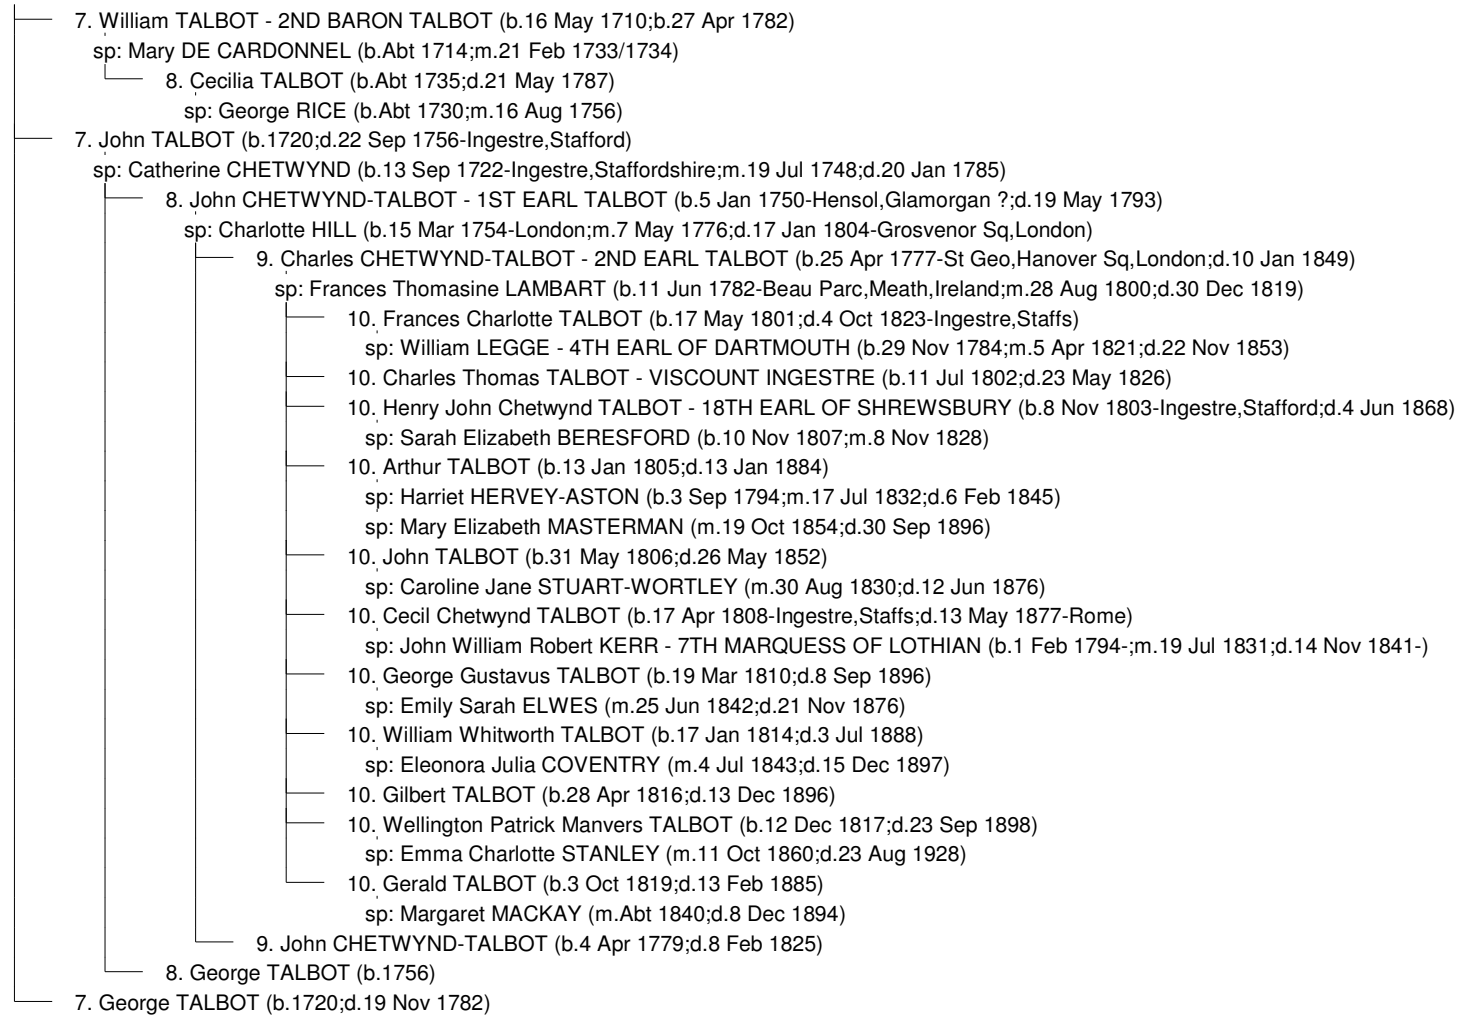 7. William TALBOT - 2ND BARON TALBOT (b.16 May 1710;b.27 Apr 1782)
sp: Mary DE CARDONNEL (b.Abt 1714;m.21 Feb 1733/1734)
8. Cecilia TALBOT (b.Abt 1735;d.21 May 1787)
sp: George RICE (b.Abt 1730;m.16 Aug 1756)
7. John TALBOT (b.1720;d.22 Sep 1756-Ingestre,Stafford)
sp: Catherine CHETWYND (b.13 Sep 1722-Ingestre,Staffordshire;m.19 Jul 1748;d.20 Jan 1785)
8. John CHETWYND-TALBOT - 1ST EARL TALBOT (b.5 Jan 1750-Hensol,Glamorgan ?;d.19 May 1793)
sp: Charlotte HILL (b.15 Mar 1754-London;m.7 May 1776;d.17 Jan 1804-Grosvenor Sq,London)
9. Charles CHETWYND-TALBOT - 2ND EARL TALBOT (b.25 Apr 1777-St Geo,Hanover Sq,London;d.10 Jan 1849)
sp: Frances Thomasine LAMBART (b.11 Jun 1782-Beau Parc,Meath,Ireland;m.28 Aug 1800;d.30 Dec 1819)
10. Frances Charlotte TALBOT (b.17 May 1801;d.4 Oct 1823-Ingestre,Staffs)
sp: William LEGGE - 4TH EARL OF DARTMOUTH (b.29 Nov 1784;m.5 Apr 1821;d.22 Nov 1853)
10. Charles Thomas TALBOT - VISCOUNT INGESTRE (b.11 Jul 1802;d.23 May 1826)
10. Henry John Chetwynd TALBOT - 18TH EARL OF SHREWSBURY (b.8 Nov 1803-Ingestre,Stafford;d.4 Jun 1868)
sp: Sarah Elizabeth BERESFORD (b.10 Nov 1807;m.8 Nov 1828)
10. Arthur TALBOT (b.13 Jan 1805;d.13 Jan 1884)
sp: Harriet HERVEY-ASTON (b.3 Sep 1794;m.17 Jul 1832;d.6 Feb 1845)
sp: Mary Elizabeth MASTERMAN (m.19 Oct 1854;d.30 Sep 1896)
10. John TALBOT (b.31 May 1806;d.26 May 1852)
sp: Caroline Jane STUART-WORTLEY (m.30 Aug 1830;d.12 Jun 1876)
10. Cecil Chetwynd TALBOT (b.17 Apr 1808-Ingestre,Staffs;d.13 May 1877-Rome)
sp: John William Robert KERR - 7TH MARQUESS OF LOTHIAN (b.1 Feb 1794-;m.19 Jul 1831;d.14 Nov 1841-)
10. George Gustavus TALBOT (b.19 Mar 1810;d.8 Sep 1896)
sp: Emily Sarah ELWES (m.25 Jun 1842;d.21 Nov 1876)
10. William Whitworth TALBOT (b.17 Jan 1814;d.3 Jul 1888)
sp: Eleonora Julia COVENTRY (m.4 Jul 1843;d.15 Dec 1897)
10. Gilbert TALBOT (b.28 Apr 1816;d.13 Dec 1896)
10. Wellington Patrick Manvers TALBOT (b.12 Dec 1817;d.23 Sep 1898)
sp: Emma Charlotte STANLEY (m.11 Oct 1860;d.23 Aug 1928)
10. Gerald TALBOT (b.3 Oct 1819;d.13 Feb 1885)
sp: Margaret MACKAY (m.Abt 1840;d.8 Dec 1894)
9. John CHETWYND-TALBOT (b.4 Apr 1779;d.8 Feb 1825)
8. George TALBOT (b.1756)
7. George TALBOT (b.1720;d.19 Nov 1782)